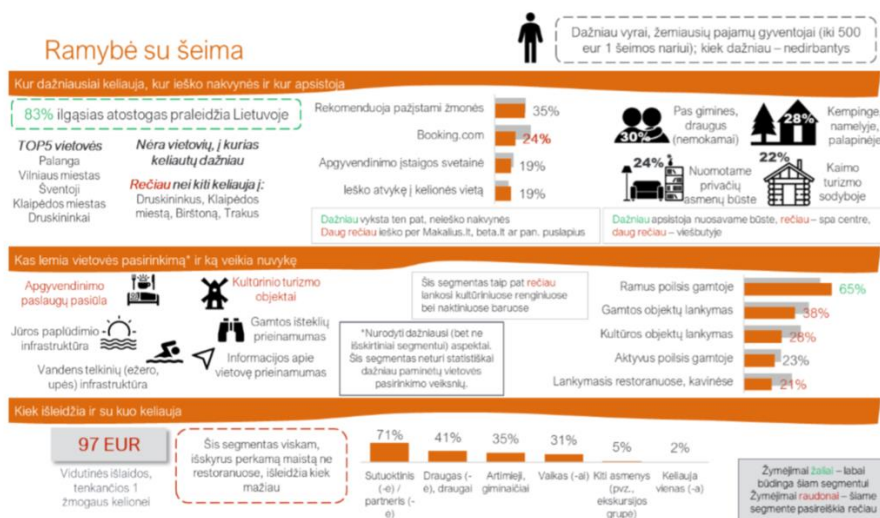 Ramybė su šeima
Dažniau vyrai, žemiausių pajamų gyventojai (iki 500
eur 1 šeimos nariui); kiek dažniau – nedirbantys
Kur dažniausiai keliauja, kur ieško nakvynės ir kur apsistoja
83% ilgąsias atostogas praleidžia Lietuvoje
TOP5 vietovės
Palanga
Vilniaus miestas
Šventoji
Klaipėdos miestas
Druskininkai
Nėra vietovių, į kurias
keliautų dažniau
Rečiau nei kiti keliauja į:
Druskininkus, Klaipėdos
miestą, Birštoną, Trakus
Rekomenduoja pažįstami žmonės
35%
Booking.com
24%
Apgyvendinimo įstaigos svetainė
19%
Ieško atvykę į kelionės vietą
19%
Dažniau vyksta ten pat, neieško nakvynės
Daug rečiau ieško per Makalius.lt, beta.lt ar pan. puslapius
30%
Pas gimines,
draugus
(nemokamai)
28%
Kempinge,
namelyje,
palapinėje
24%
Nuomotame
privačių
asmenų būste
22%
Kaimo
turizmo
sodyboje
Dažniau apsistoja nuosavame būste, rečiau – spa centre,
daug rečiau – viešbutyje
Kas lemia vietovės pasirinkimą* ir ką veikia nuvykę
Apgyvendinimo
paslaugų pasiūla
Kultūrinio turizmo
objektai
Jūros paplūdimio
infrastruktūra
Gamtos išteklių
prieinamumas
Vandens telkinių (ežero,
upės) infrastruktūra
Informacijos apie
vietovę prieinamumas
Šis segmentas taip pat rečiau
lankosi kultūriniuose renginiuose
bei naktiniuose baruose
*Nurodyti dažniausi (bet ne
išskirtiniai segmentui) aspektai.
Šis segmentas neturi statistiškai
dažniau paminėtų vietovės
pasirinkimo veiksnių.
Ramus poilsis gamtoje
65%
Gamtos objektų lankymas
38%
Kultūros objektų lankymas
28%
Aktyvus poilsis gamtoje
23%
Lankymasis restoranuose, kavinėse
21%
Kiek išleidžia ir su kuo keliauja
97 EUR
Vidutinės išlaidos,
tenkančios 1
žmogaus kelionei
Šis segmentas viskam,
išskyrus perkamą maistą ne
restoranuose, išleidžia kiek
mažiau
71%
41%
35%
31%
5%
2%
Sutuoktinis
(-ė) /
partneris (-
ė)
Draugas (-
ė), draugai
Artimieji,
giminaičiai
Vaikas (-ai)
Kiti asmenys
(pvz.,
ekskursijos
grupė)
Keliauja
vienas (-a)
Žymėjimai žaliai – labai
būdinga šiam segmentui
Žymėjimai raudonai – šiame
segmente pasireiškia rečiau